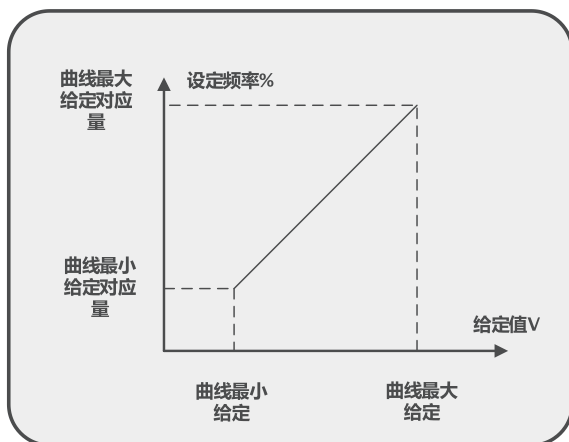 曲线最大
给定对应
量
设定频率%
曲线最小
给定对应
量
给定值V
曲线最小
给定
曲线最大
给定